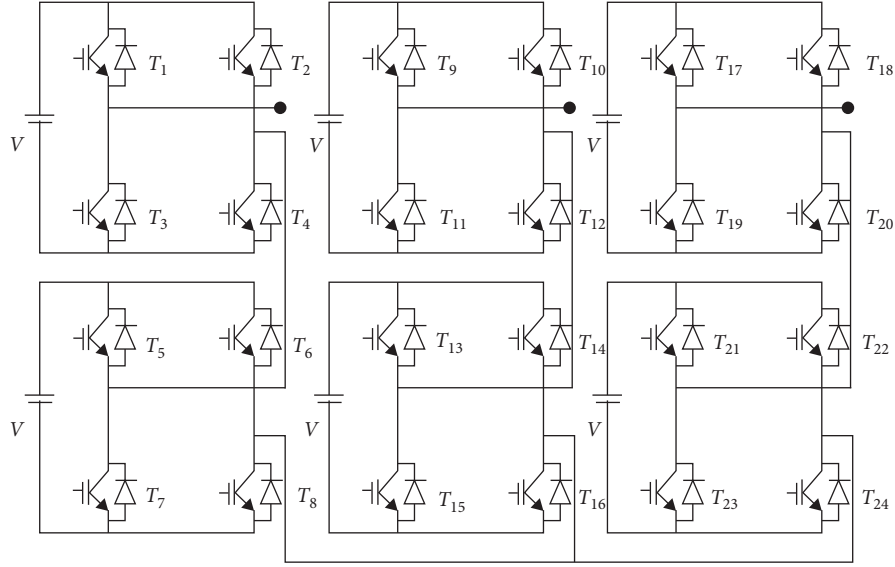 T1 T2 T9 T10 T17 T18
V V V
T3 T4 T11 T12 T19 T20
T5 T6 T13 T14 T21 T22
V V V
T7 T8 T15 T16 T23 T24